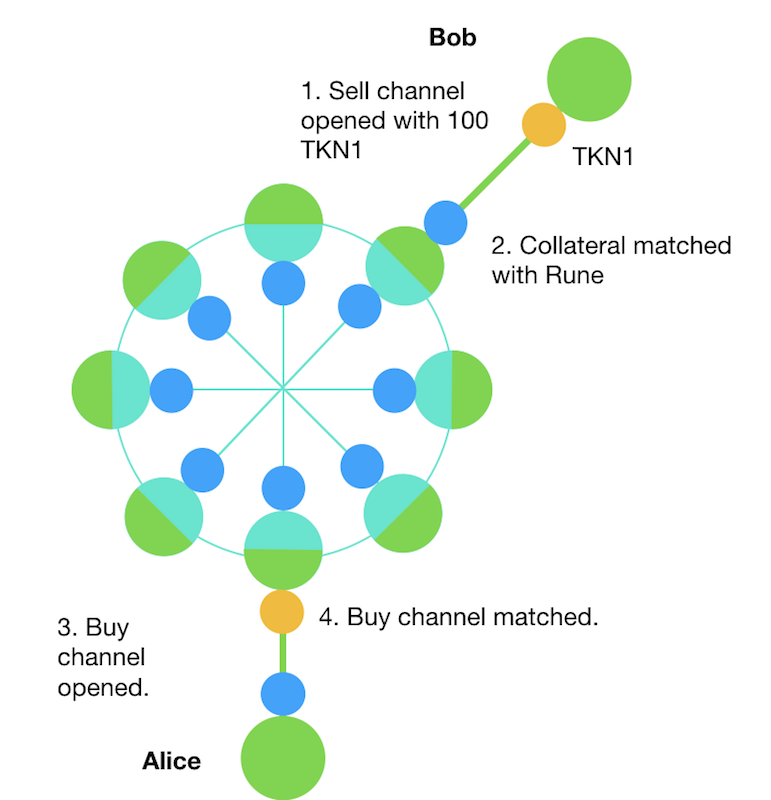 Bob
1. Sell channel
opened with 100
TKN1
TKN1
2. Collateral matched
with Rune
3. Buy
channel
opened.
4. Buy channel matched.
Alice